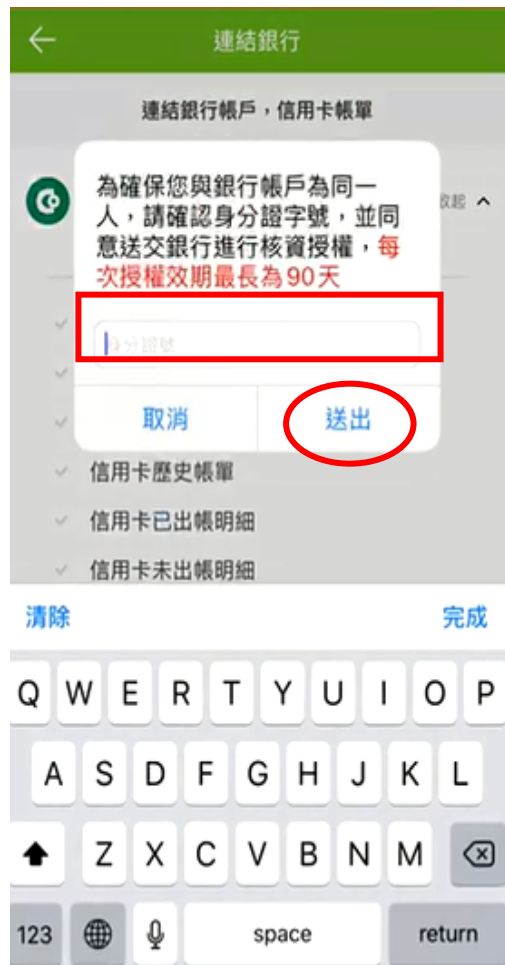 連結銀行
連結銀行帳戶，信用卡帳單
為確保您與銀行帳戶為同一
人，請確認身分證字號，並同
意送交銀行進行核資授權，每
次授權效期最長為90天
收起
身分證號
取消
送出
信用卡歷史帳單
信用卡已出帳明細
信用卡未出帳明細
清除
完成
Q W E R T Y U I O P
A S D F G H J K L
Z X C V B N M
123 space return